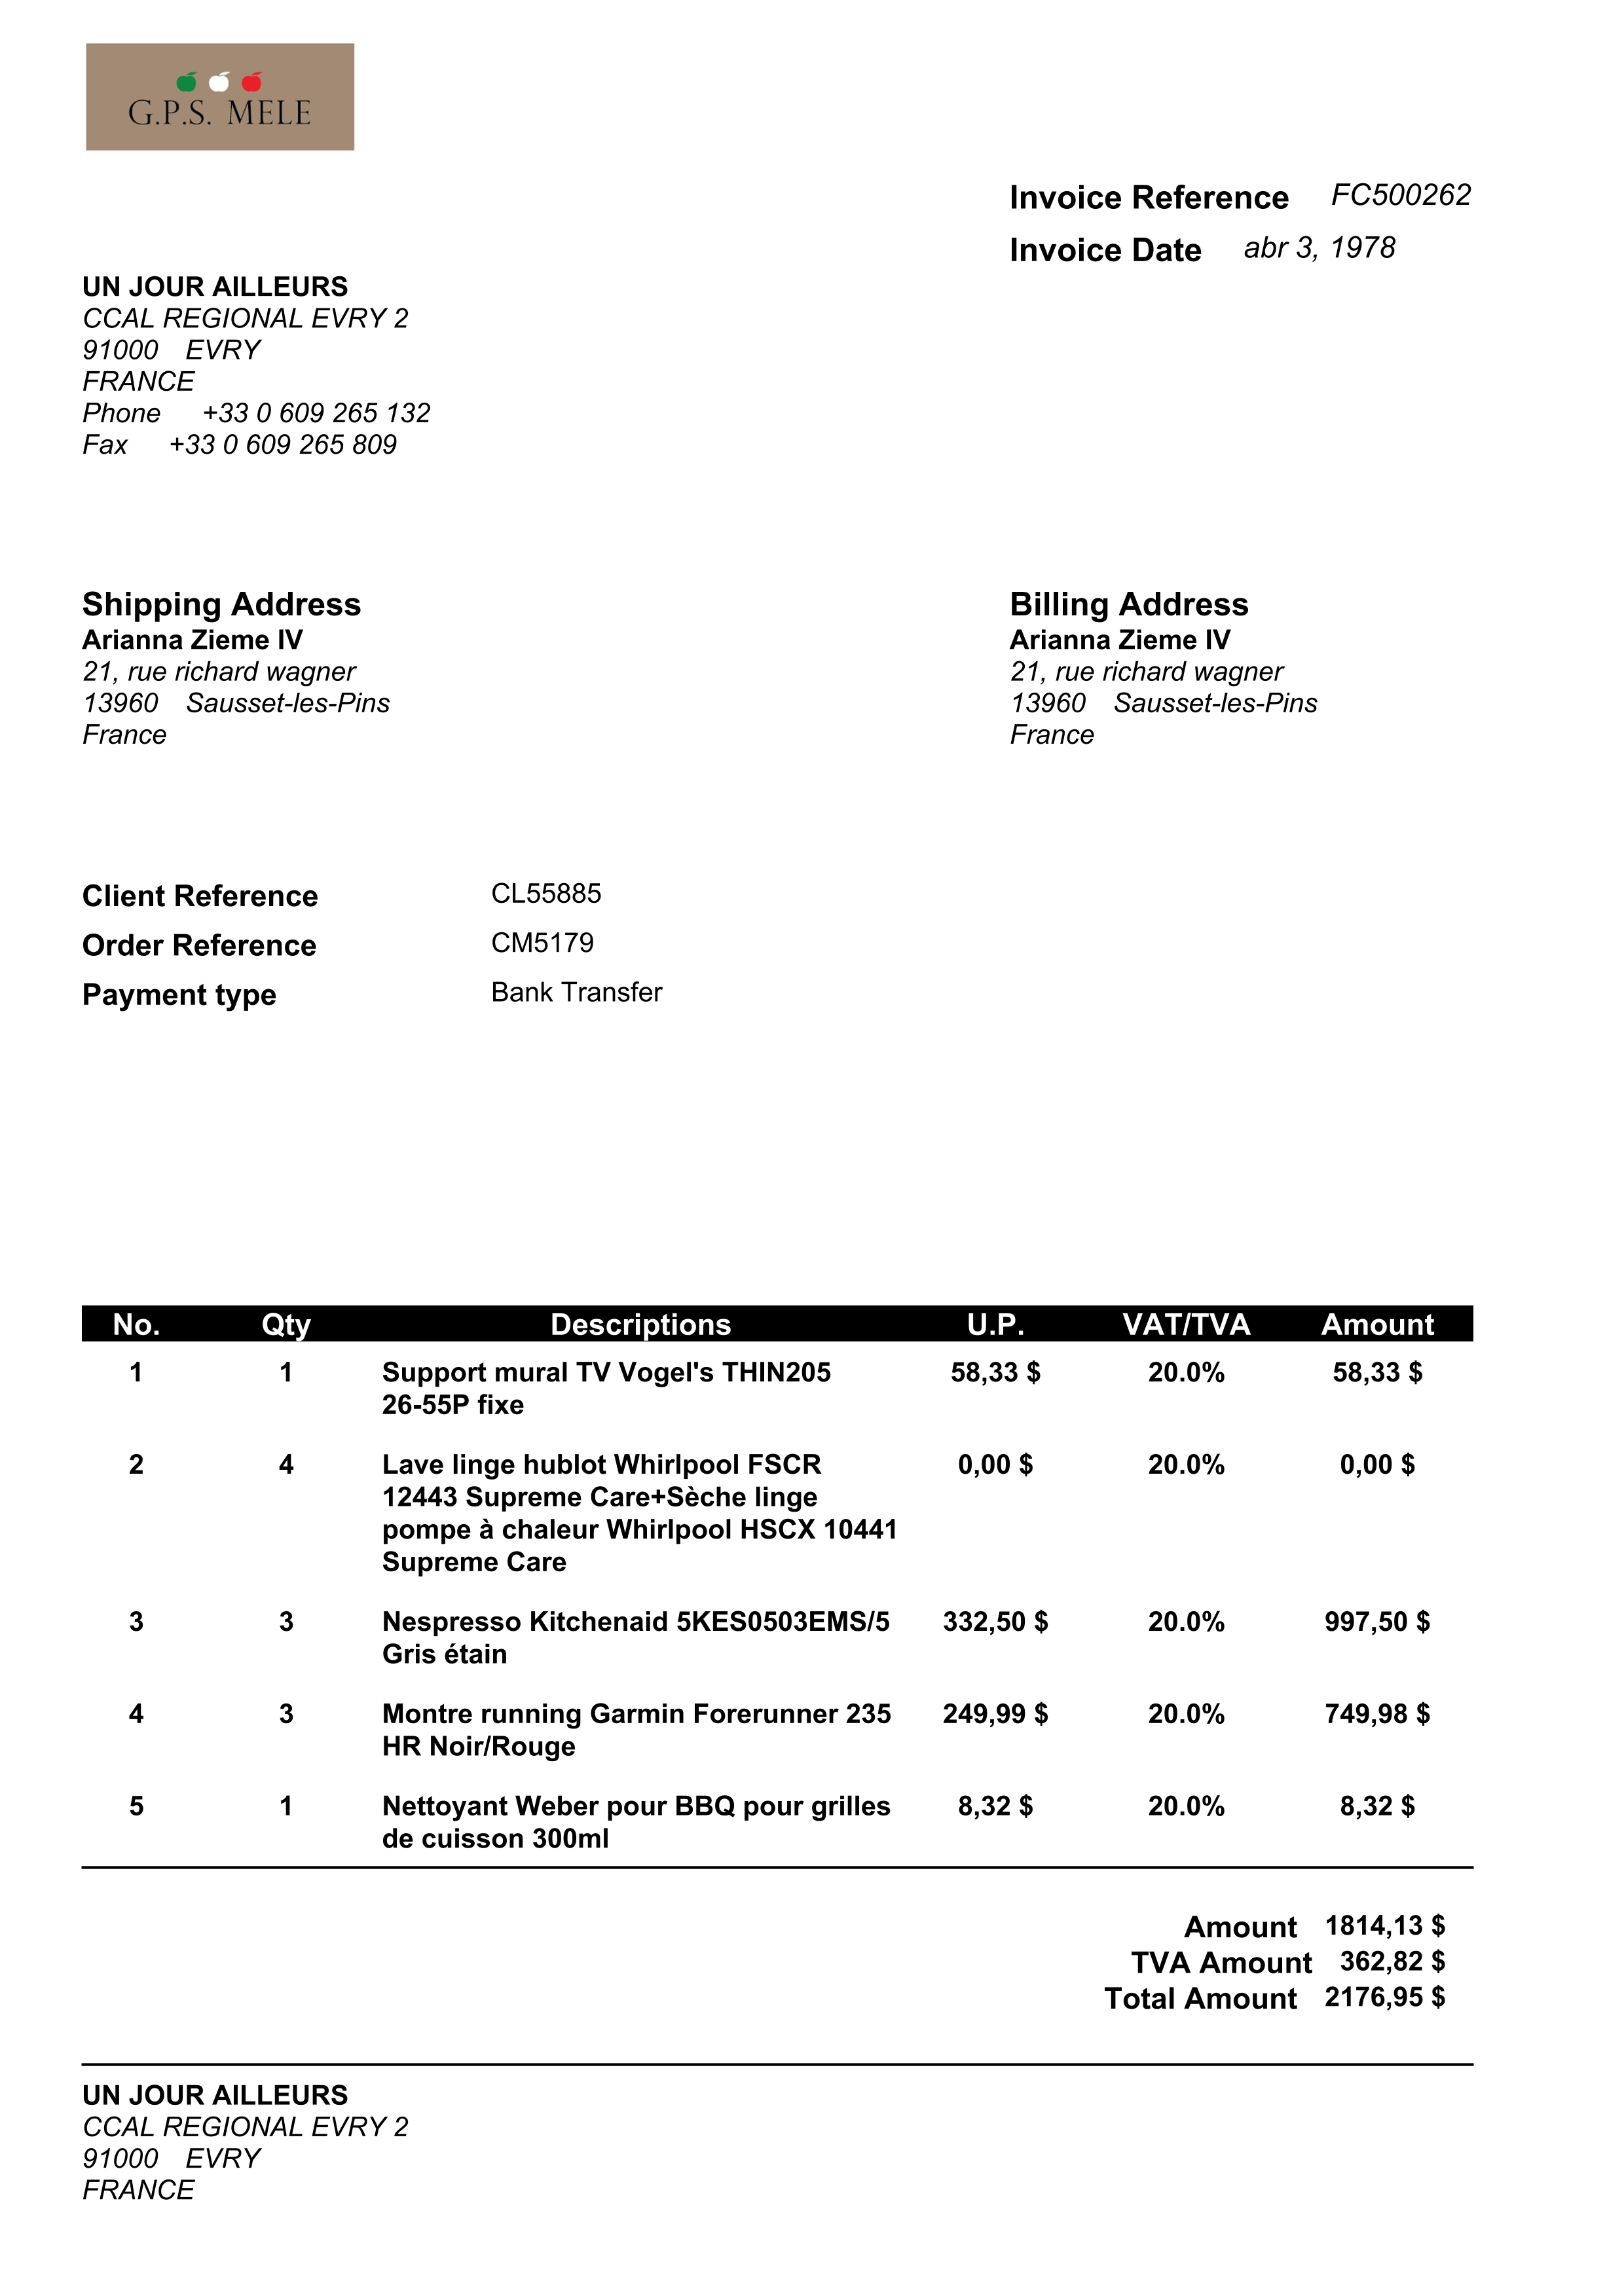 G.P.S. MELE
Invoice Reference FC500262
Invoice Date abr 3, 1978
UN JOUR AILLEURS
CCAL REGIONAL EVRY 2
91000 EVRY
FRANCE
Phone +33 0 609 265 132
Fax +33 0 609 265 809
Shipping Address
Arianna Zieme IV
21, rue richard wagner
13960 Sausset-les-Pins
France
Billing Address
Arianna Zieme IV
21, rue richard wagner
13960 Sausset-les-Pins
France
Client Reference CL55885
Order Reference CM5179
Payment type Bank Transfer
No. Qty Descriptions U.P. VAT/TVA Amount
1 1 Support mural TV Vogel's THIN205 58,33 $ 20.0% 58,33 $
26-55P fixe
2 4 Lave linge hublot Whirlpool FSCR 0,00 $ 20.0% 0,00 $
12443 Supreme Care+Sèche linge
pompe à chaleur Whirlpool HSCX 10441
Supreme Care
3 3 Nespresso Kitchenaid 5KES0503EMS/5 332,50 $ 20.0% 997,50 $
Gris étain
4 3 Montre running Garmin Forerunner 235 249,99 $ 20.0% 749,98 $
HR Noir/Rouge
5 1 Nettoyant Weber pour BBQ pour grilles 8,32 $ 20.0% 8,32 $
de cuisson 300ml
Amount 1814,13 $
TVA Amount 362,82 $
Total Amount 2176,95 $
UN JOUR AILLEURS
CCAL REGIONAL EVRY 2
91000 EVRY
FRANCE